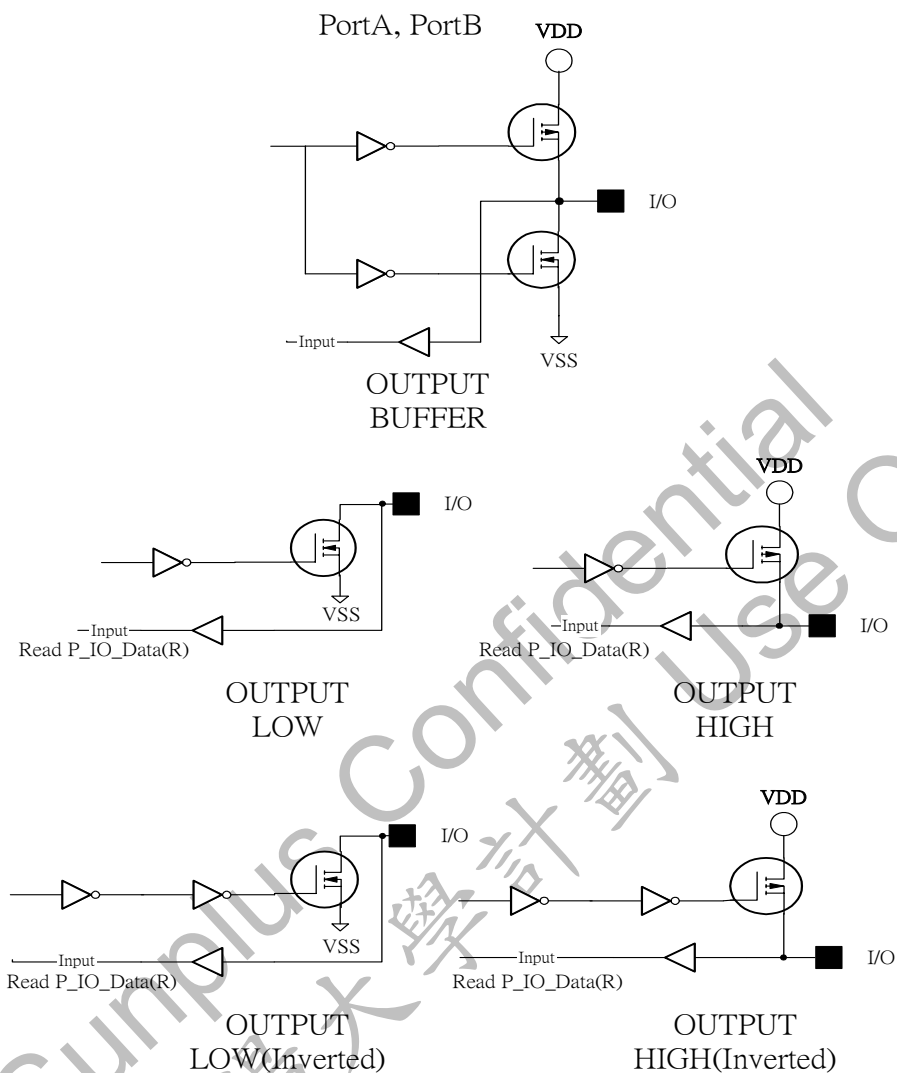 PortA, PortB
VDD
I/O
Input
VSS
OUTPUT
BUFFER
I/O
VSS
Input
Read P_IO_Data(R)
OUTPUT
LOW
VDD
Input
I/O
Read P_IO_Data(R)
OUTPUT
HIGH
I/O
VSS
Input
Read P_IO_Data(R)
OUTPUT
LOW(Inverted)
VDD
Input
I/O
Read P_IO_Data(R)
OUTPUT
HIGH(Inverted)
Sunplus Confidential
大學計劃 Use